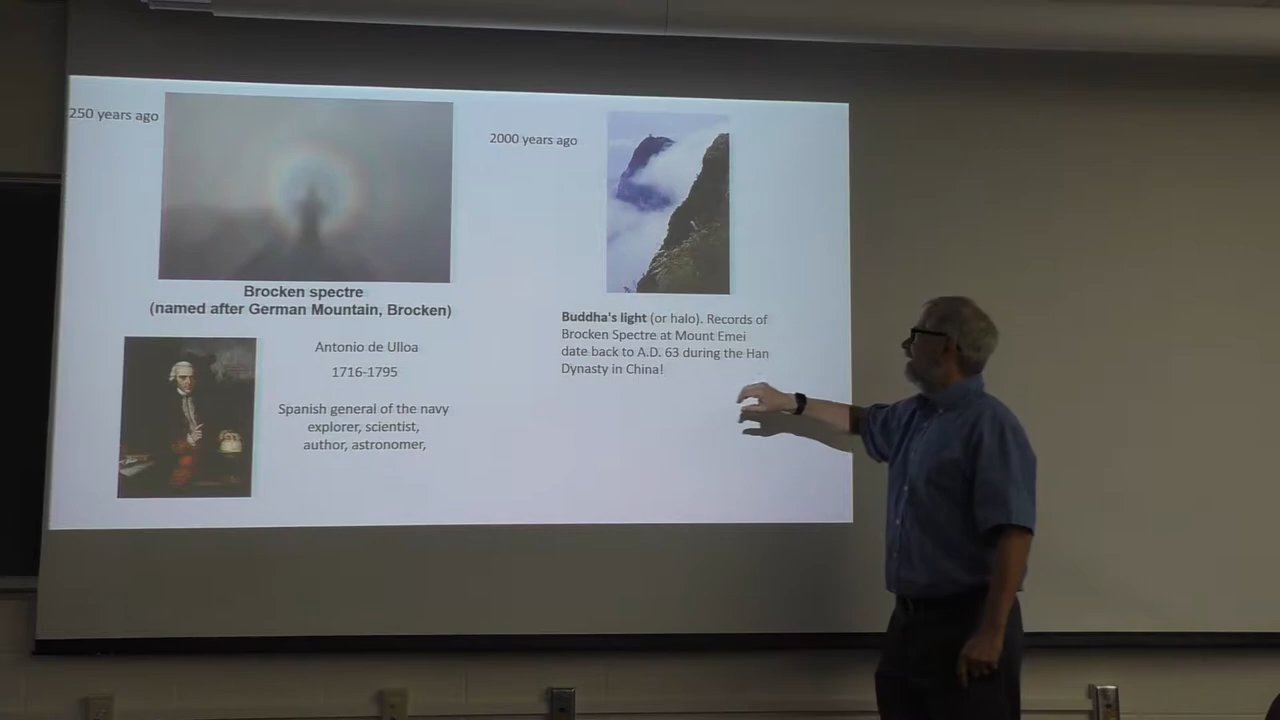 250 years ago
Brocken spectre
(named after German Mountain, Brocken)
Antonio de Ulloa
1716-1795
Spanish general of the navy
explorer, scientist,
author, astronomer,
2000 years ago
Buddha's light (or halo). Records of
Brocken Spectre at Mount Emei
date back to A.D. 63 during the Han
Dynasty in China!